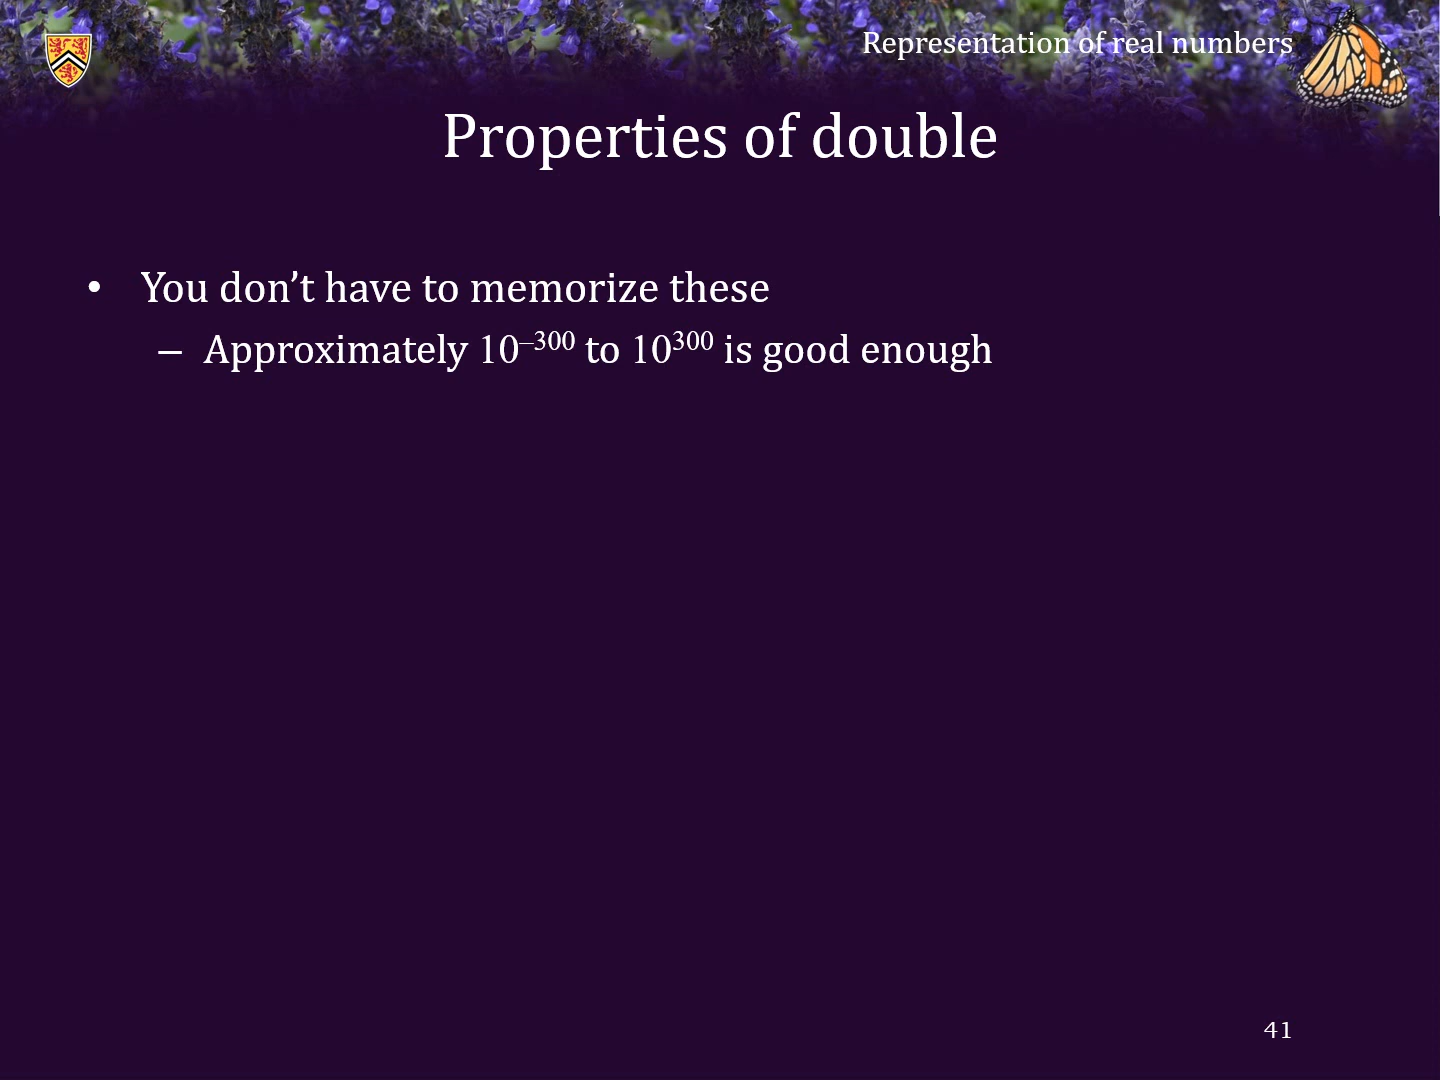 Representation of real numbers
Properties of double
• You don’t have to memorize these
– Approximately 10⁻³⁰⁰ to 10³⁰⁰ is good enough
41